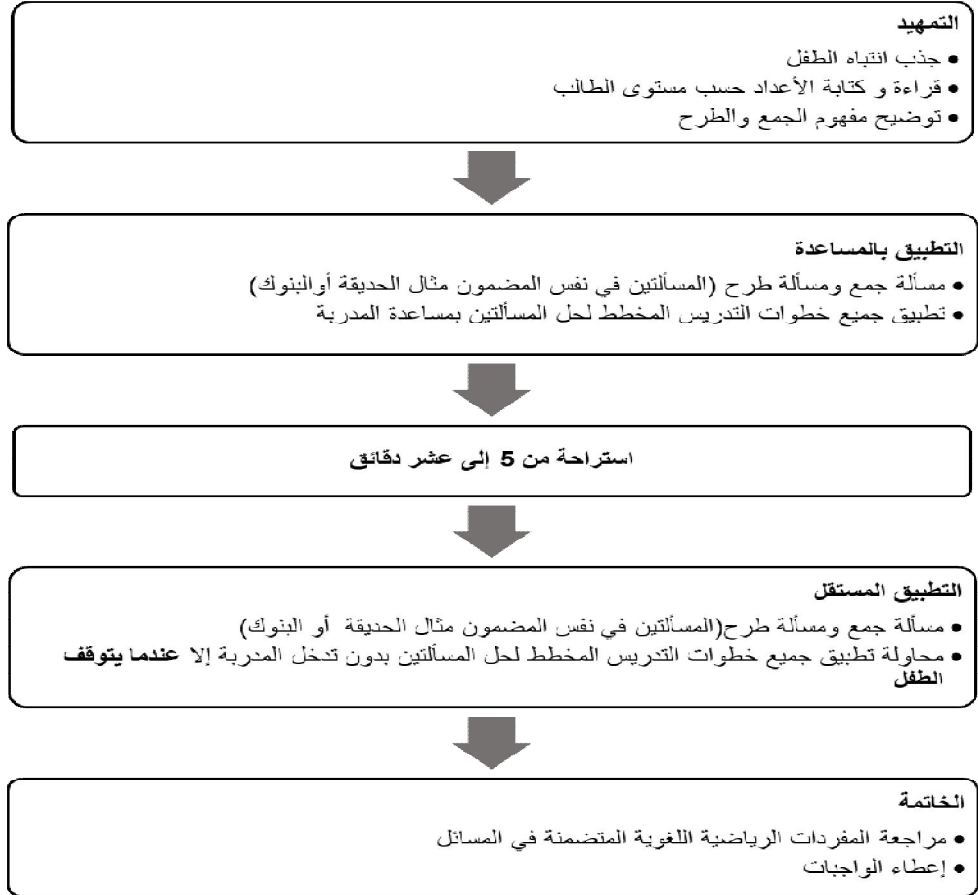 التمهيد
• جذب انتباه الطفل
• قراءة و كتابة الأعداد حسب مستوى الطالب
• توضيح مفهوم الجمع والطرح
التطبيق بالمساعدة
• مسألة جمع ومسألة طرح (المسألتين في نفس المضمون مثال الحديقة أوالبنوك)
• تطبيق جميع خطوات التدريس المخطط لحل المسألتين بمساعدة المدربة
استراحة من 5 إلى عشر دقائق
التطبيق المستقل
• مسألة جمع ومسألة طرح(المسألتين في نفس المضمون مثال الحديقة أو البنوك)
• محاولة تطبيق جميع خطوات التدريس المخطط لحل المسألتين بدون تدخل المدربة إلا عندما يتوقف
الطفل
الخاتمة
• مراجعة المفردات الرياضية اللغوية المتضمنة في المسائل
• إعطاء الواجبات